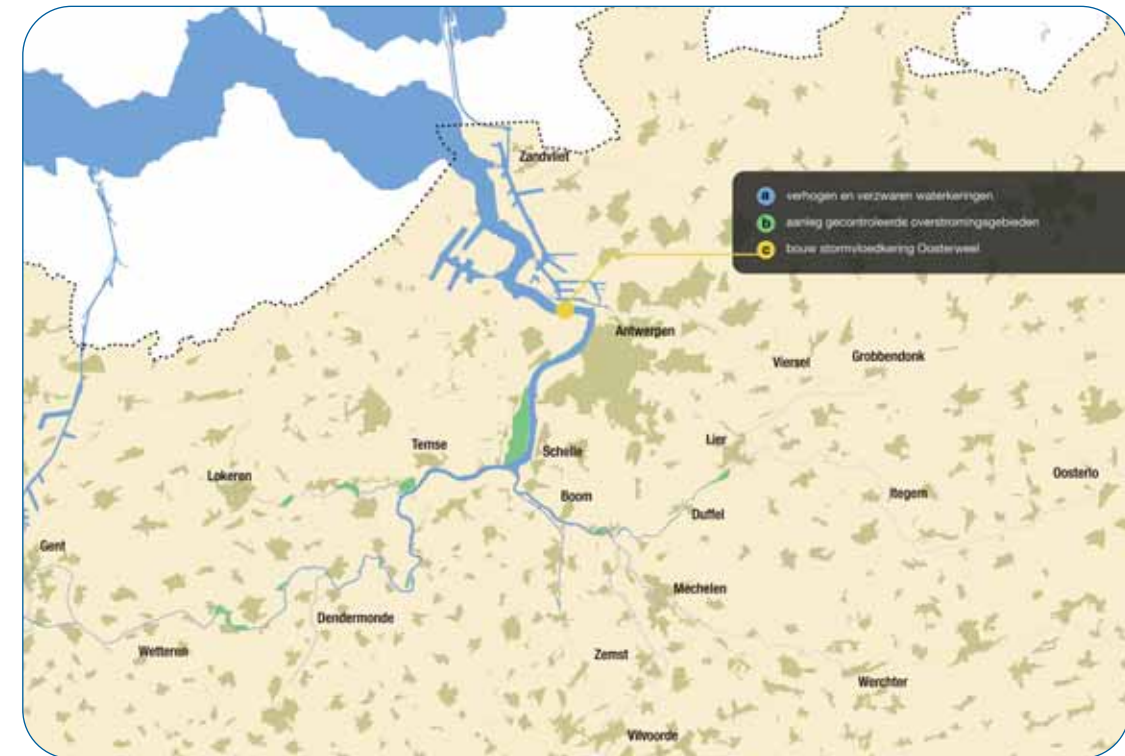 Zandvliet
a verhogen en verzwaren waterkeringen
b aanleg gecontroleerde overstromingsgebieden
c bouw stormvloedkering Oosterweel
Antwerpen
Viersel
Grobbendonk
Temse
Schelle
Lier
Lokeren
Oosterlo
Boom
Itegem
Duffel
Gent
Mechelen
Dendermonde
Wetteren
Zemst
Werchter
Vilvoorde